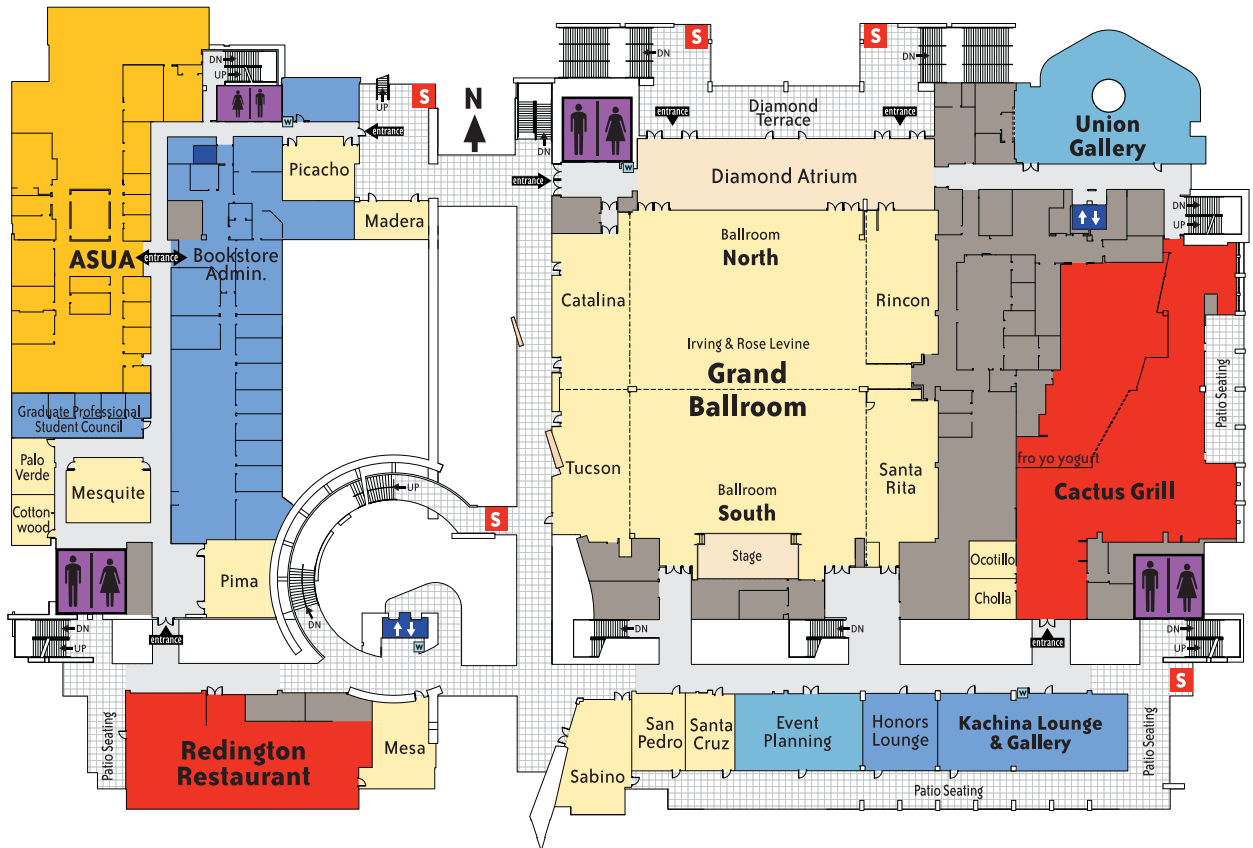 S
S
DN
UP
UP
S
N
DN
entrance
entrance
Diamond
Terrace
DN
DN
Union
Gallery
W
entrance
Picacho
entrance
W
Diamond Atrium
Madera
DN
UP
ASUA
entrance
Bookstore
Admin.
Ballroom
North
Catalina
Rincon
Irving & Rose Levine
Grand
Ballroom
Patio Seating
Graduate Professional
Student Council
Palo
Verde
Mesquite
Cotton-
wood
UP
S
Tucson
Santa
Rita
fro yo yogurt
Cactus Grill
Ballroom
South
Stage
Pima
Ocotillo
Cholla
DN
UP
entrance
DN
W
DN
DN
entrance
DN
UP
S
Patio Seating
Redington
Restaurant
Mesa
Sabino
San
Pedro
Santa
Cruz
Event
Planning
Honors
Lounge
W
Kachina Lounge
& Gallery
Patio Seating
Patio Seating